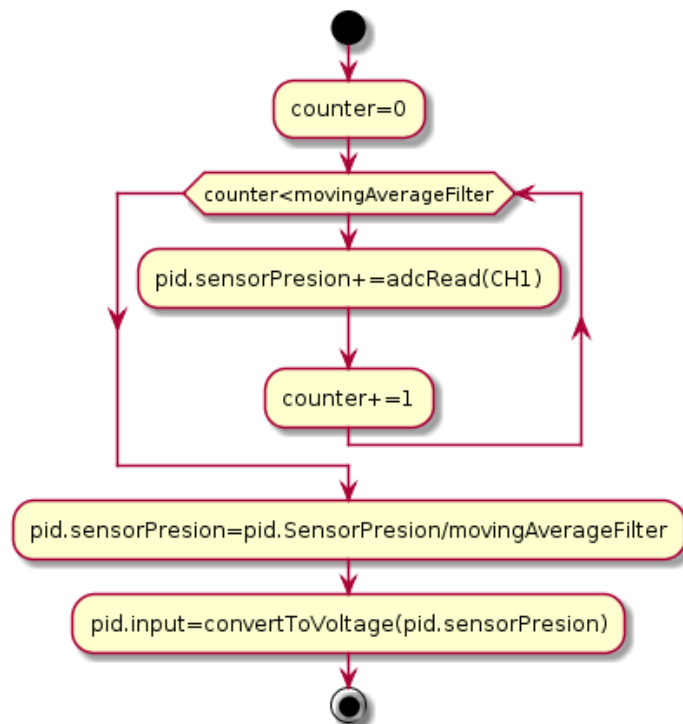 counter=0
counter<movingAverageFilter
pid.sensorPresion+=adcRead(CH1)
counter+=1
pid.sensorPresion=pid.SensorPresion/movingAverageFilter
pid.input=convertToVoltage(pid.sensorPresion)